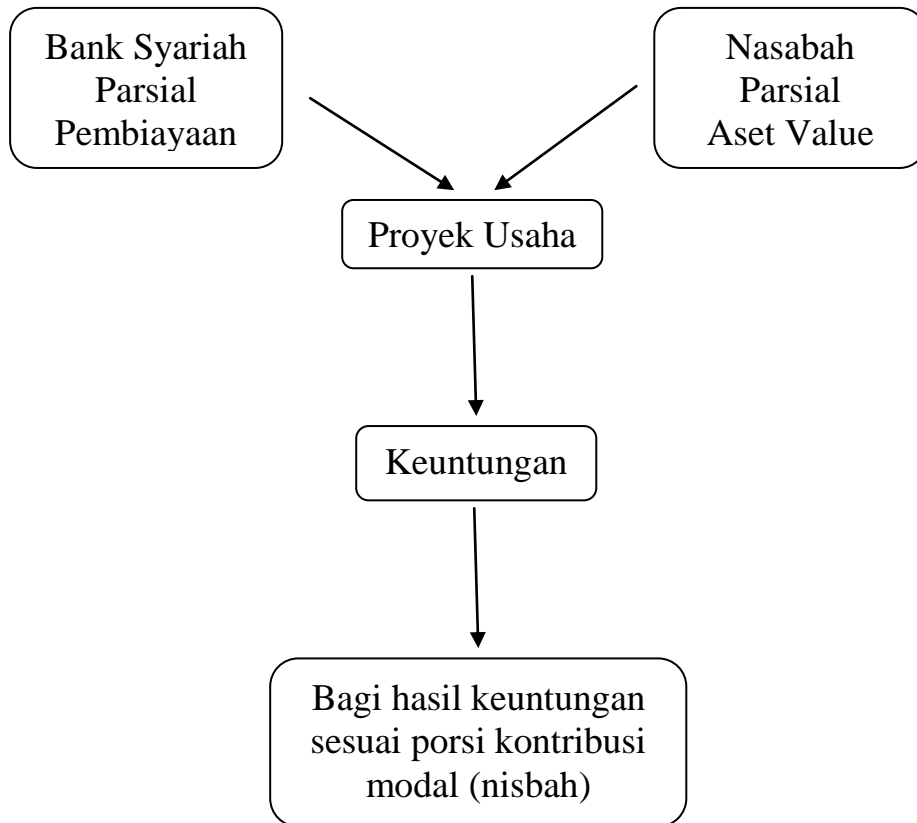 Bank Syariah
Parsial
Pembiayaan
Nasabah
Parsial
Aset Value
Proyek Usaha
Keuntungan
Bagi hasil keuntungan
sesuai porsi kontribusi
modal (nisbah)